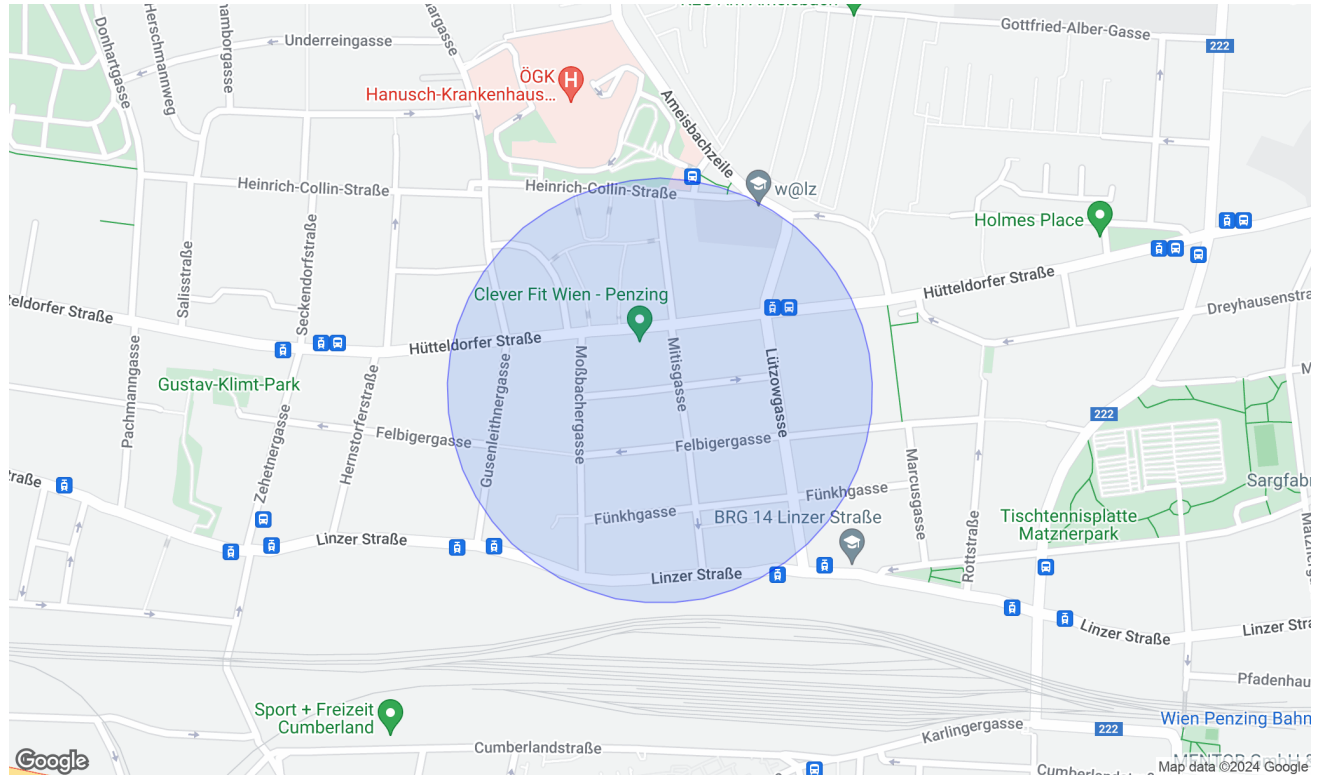 Donhartgasse
Herschmannweg
Underreingasse
Gottfried-Alber-Gasse
222
ÖGK
Hanusch-Krankenhaus...
H
Ameisbachzeile
Heinrich-Collin-Straße
Heinrich-Collin-Straße
w@lz
Holmes Place
Salisstraße
Seckendorfstraße
Hütteldorfer Straße
Dreyhausenstra
Clever Fit Wien - Penzing
teldorfer Straße
Hütteldorfer Straße
Mitisgasse
Lützowgasse
Moßbachergasse
Gusenleithnergasse
Pachmanngasse
Gustav-Klimt-Park
Hernstorferstraße
Zehetnergasse
222
Felbigergasse
Felbigergasse
Marcusgasse
Sargfab
traße
Fünkhgasse
Fünkhgasse
BRG 14 Linzer Straße
Tischtennisplatte
Matznerpark
Rottstraße
Linzer Straße
Linzer Straße
Linzer Straße
Linzer Stra
Pfadenhau
Sport + Freizeit
Cumberland
Wien Penzing Bahn
Karlingergasse
222
Cumberlandstraße
Google
Map data ©2024 Google